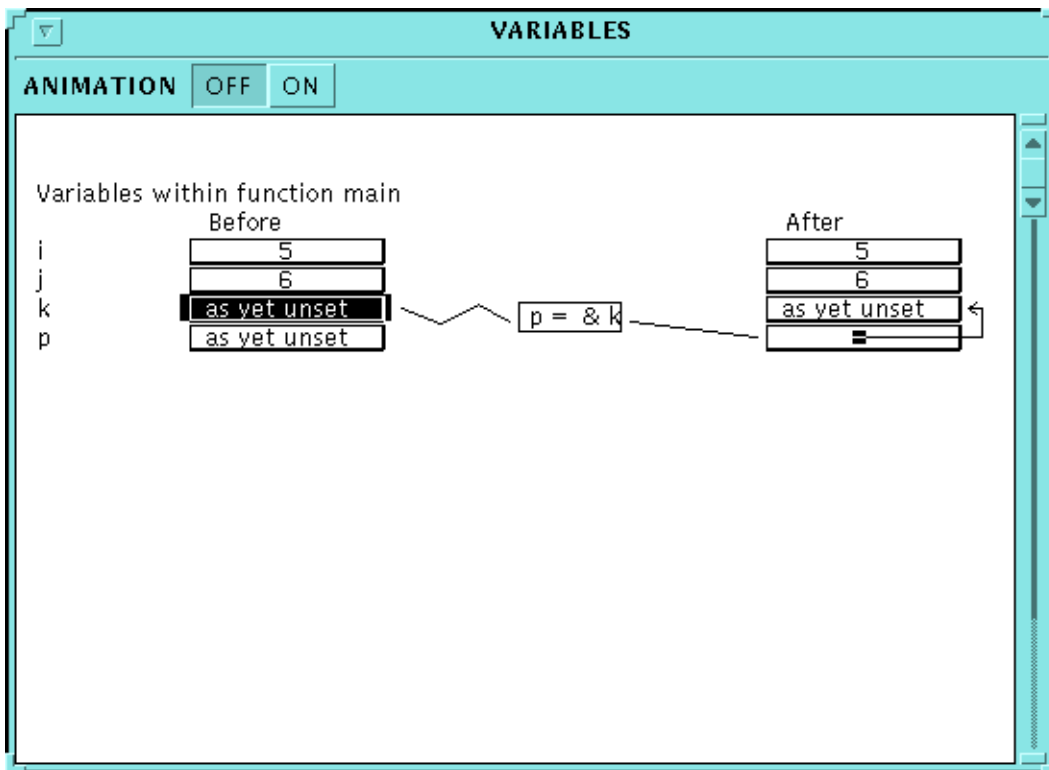 VARIABLES
ANIMATION OFF ON
Variables within function main
Before After
i 5 5
j 6 6
k as yet unset p = & k as yet unset
p as yet unset